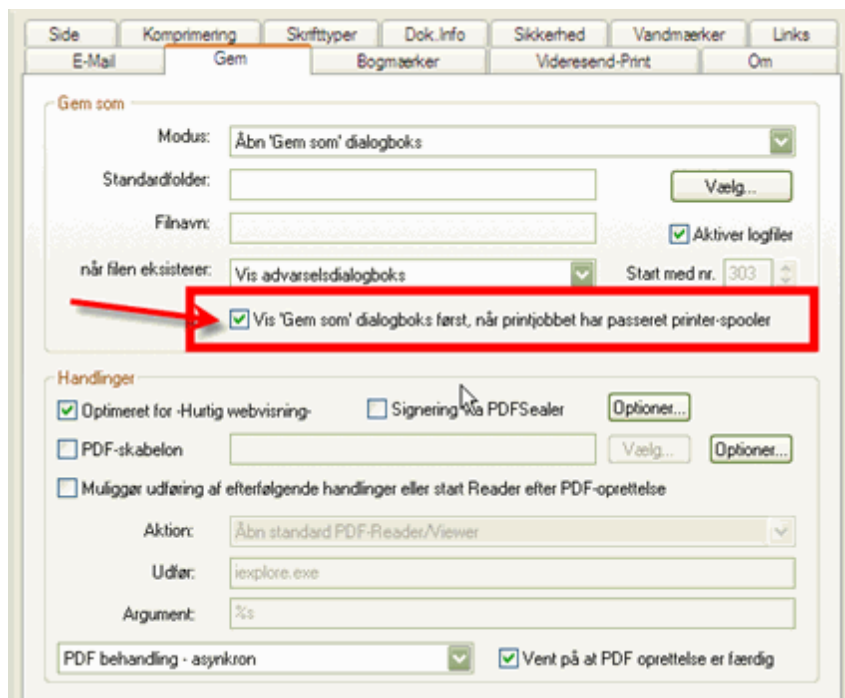 Side Komprimering Skrifttyper Dok.Info Sikkerhed Vandmærker Links
E-Mail Gem Bogmærker Videresend-Print Om
Gem som
Modus: Åbn 'Gem som' dialogboks
Standardfolder: Vælg...
Filnavn: Aktiver logfiler
når filen eksisterer: Vis advarselsdialogboks Start med nr. 303
Vis 'Gem som' dialogboks først, når printjobbet har passeret printer-spooler
Handlinger
Optimeret for -Hurtig webvisning- Signering via PDFSealer Optioner...
PDF-skabelon Vælg... Optioner...
Muliggør udføring af efterfølgende handlinger eller start Reader efter PDF-oprettelse
Aktion: Åbn standard PDF-Reader/Viewer
Udfør: iexplore.exe
Argument: %s
PDF behandling - asynkron Vent på at PDF oprettelse er færdig